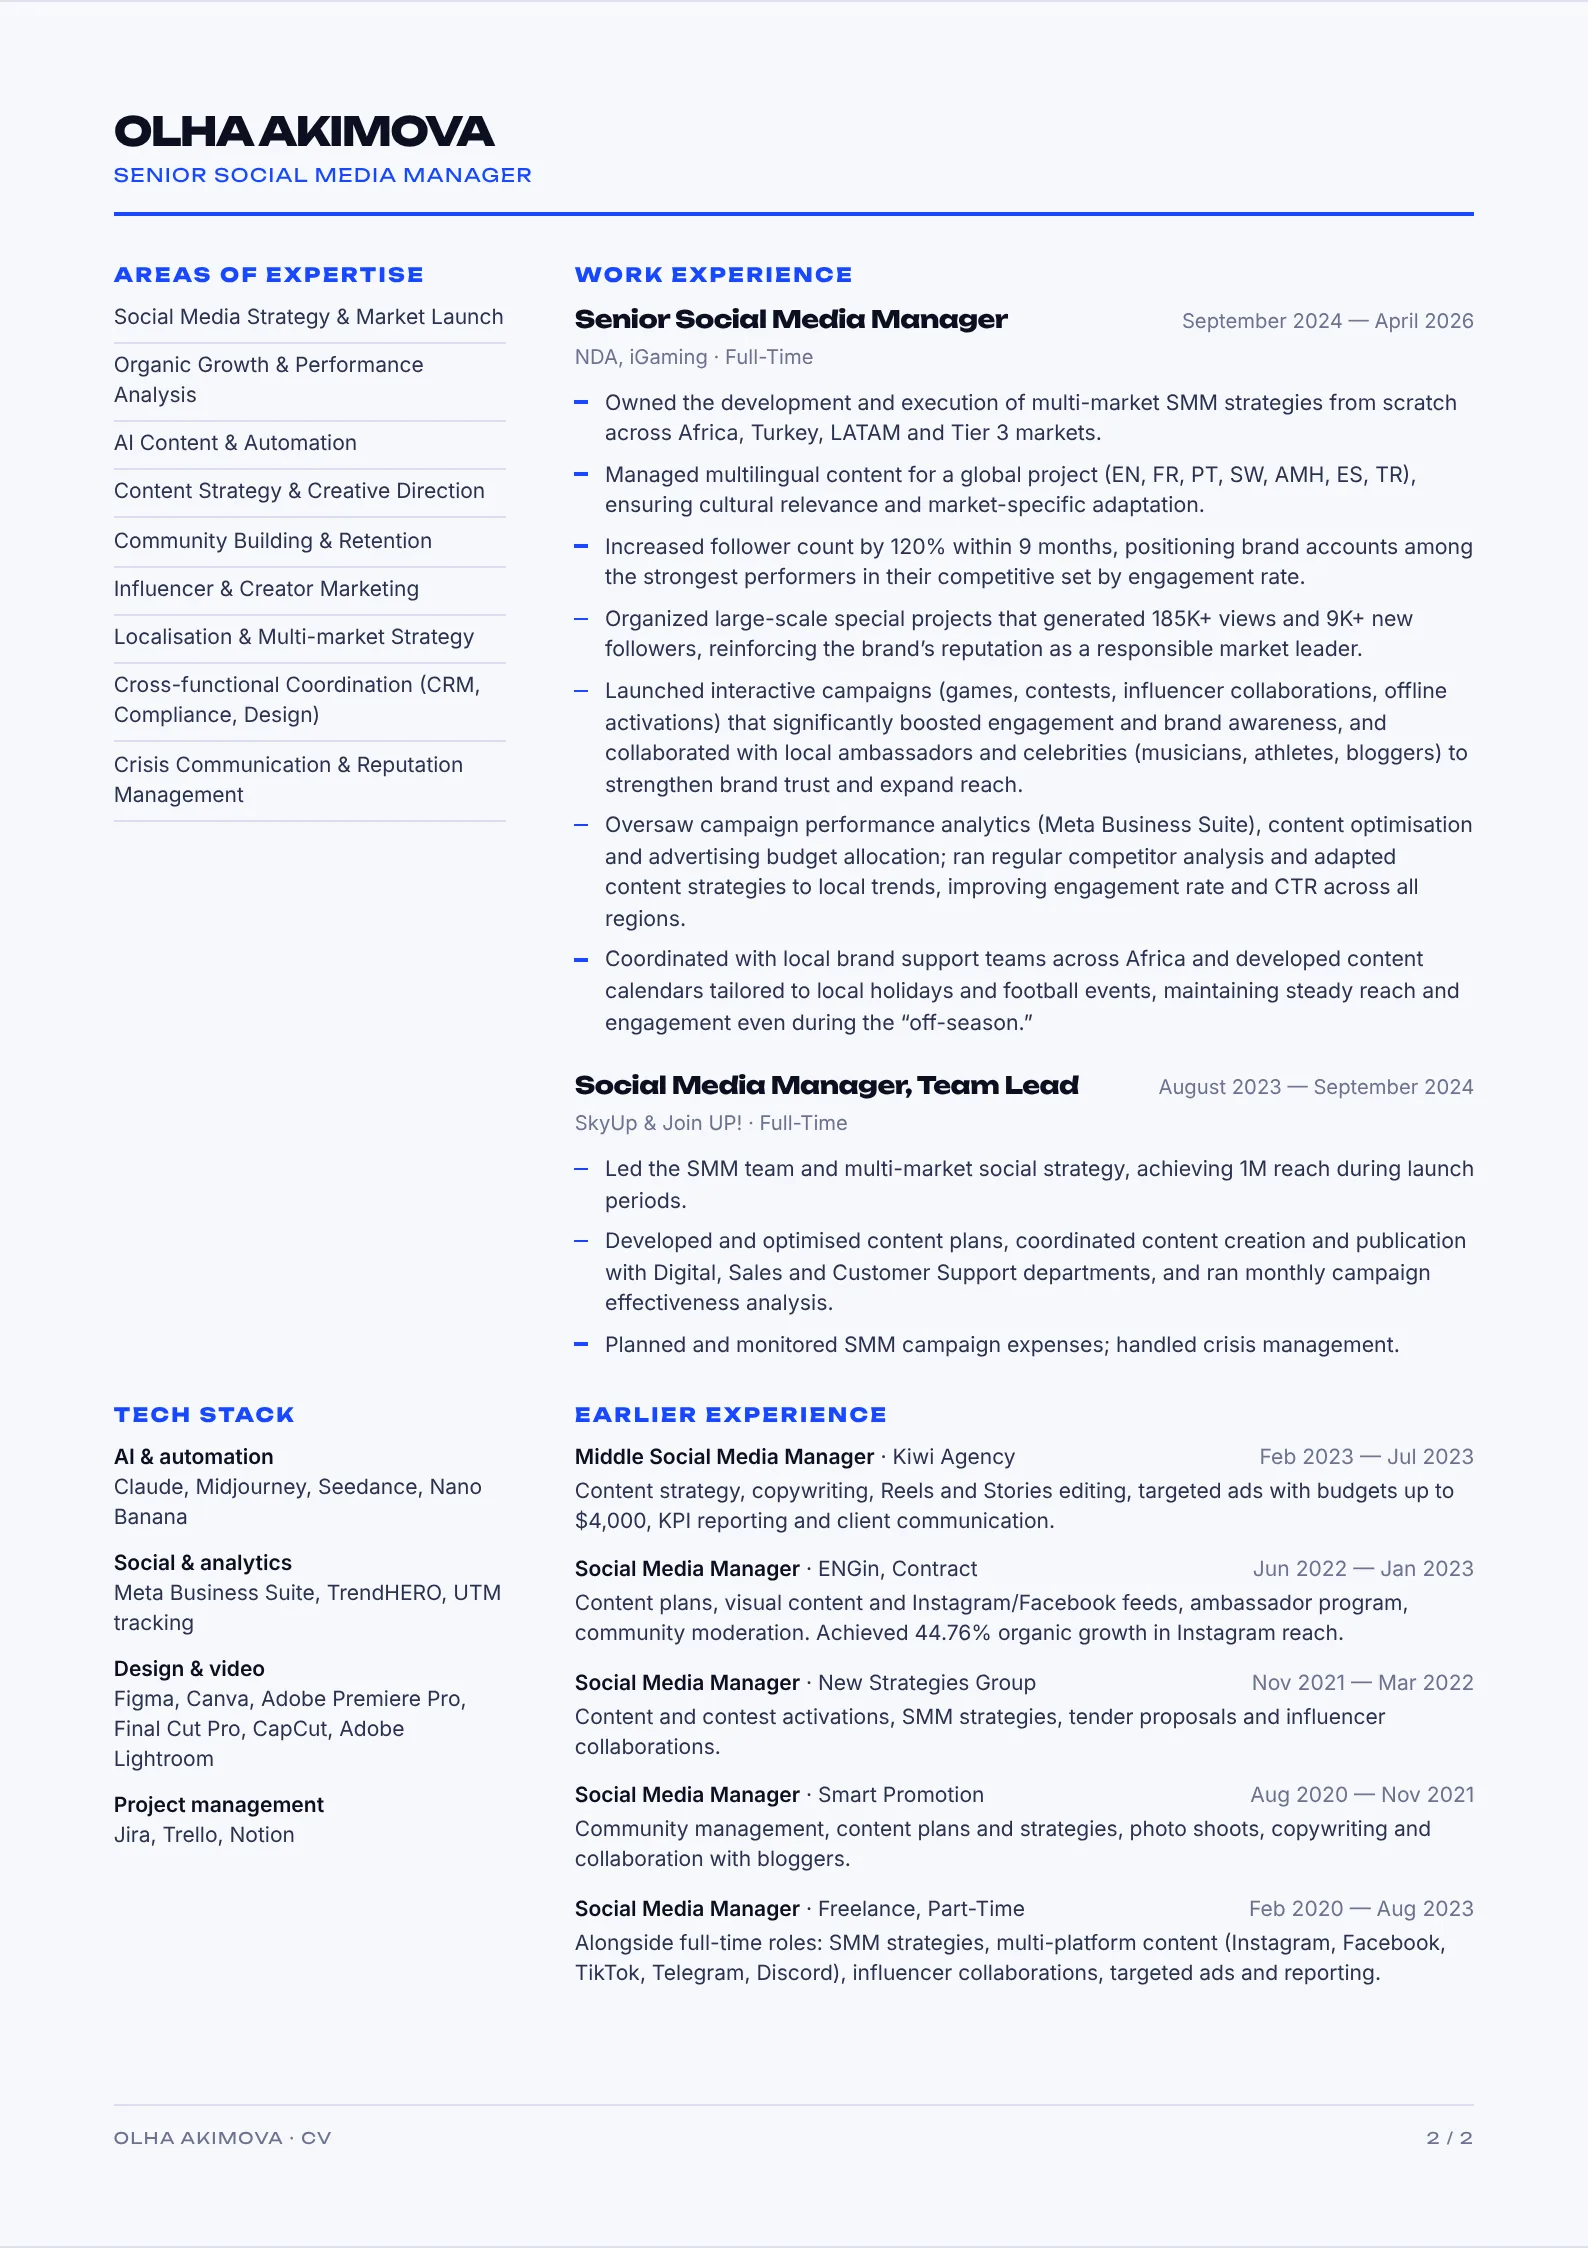 OLHA AKIMOVA
SENIOR SOCIAL MEDIA MANAGER
AREAS OF EXPERTISE
Social Media Strategy & Market Launch
Organic Growth & Performance
Analysis
AI Content & Automation
Content Strategy & Creative Direction
Community Building & Retention
Influencer & Creator Marketing
Localisation & Multi-market Strategy
Cross-functional Coordination (CRM,
Compliance, Design)
Crisis Communication & Reputation
Management
WORK EXPERIENCE
Senior Social Media Manager September 2024 — April 2026
NDA, iGaming · Full-Time
– Owned the development and execution of multi-market SMM strategies from scratch
across Africa, Turkey, LATAM and Tier 3 markets.
– Managed multilingual content for a global project (EN, FR, PT, SW, AMH, ES, TR),
ensuring cultural relevance and market-specific adaptation.
– Increased follower count by 120% within 9 months, positioning brand accounts among
the strongest performers in their competitive set by engagement rate.
– Organized large-scale special projects that generated 185K+ views and 9K+ new
followers, reinforcing the brand’s reputation as a responsible market leader.
– Launched interactive campaigns (games, contests, influencer collaborations, offline
activations) that significantly boosted engagement and brand awareness, and
collaborated with local ambassadors and celebrities (musicians, athletes, bloggers) to
strengthen brand trust and expand reach.
– Oversaw campaign performance analytics (Meta Business Suite), content optimisation
and advertising budget allocation; ran regular competitor analysis and adapted
content strategies to local trends, improving engagement rate and CTR across all
regions.
– Coordinated with local brand support teams across Africa and developed content
calendars tailored to local holidays and football events, maintaining steady reach and
engagement even during the “off-season.”
Social Media Manager, Team Lead August 2023 — September 2024
SkyUp & Join UP! · Full-Time
– Led the SMM team and multi-market social strategy, achieving 1M reach during launch
periods.
– Developed and optimised content plans, coordinated content creation and publication
with Digital, Sales and Customer Support departments, and ran monthly campaign
effectiveness analysis.
– Planned and monitored SMM campaign expenses; handled crisis management.
TECH STACK
AI & automation
Claude, Midjourney, Seedance, Nano
Banana
Social & analytics
Meta Business Suite, TrendHERO, UTM
tracking
Design & video
Figma, Canva, Adobe Premiere Pro,
Final Cut Pro, CapCut, Adobe
Lightroom
Project management
Jira, Trello, Notion
EARLIER EXPERIENCE
Middle Social Media Manager · Kiwi Agency Feb 2023 — Jul 2023
Content strategy, copywriting, Reels and Stories editing, targeted ads with budgets up to
$4,000, KPI reporting and client communication.
Social Media Manager · ENGin, Contract Jun 2022 — Jan 2023
Content plans, visual content and Instagram/Facebook feeds, ambassador program,
community moderation. Achieved 44.76% organic growth in Instagram reach.
Social Media Manager · New Strategies Group Nov 2021 — Mar 2022
Content and contest activations, SMM strategies, tender proposals and influencer
collaborations.
Social Media Manager · Smart Promotion Aug 2020 — Nov 2021
Community management, content plans and strategies, photo shoots, copywriting and
collaboration with bloggers.
Social Media Manager · Freelance, Part-Time Feb 2020 — Aug 2023
Alongside full-time roles: SMM strategies, multi-platform content (Instagram, Facebook,
TikTok, Telegram, Discord), influencer collaborations, targeted ads and reporting.
OLHA AKIMOVA · CV 2 / 2